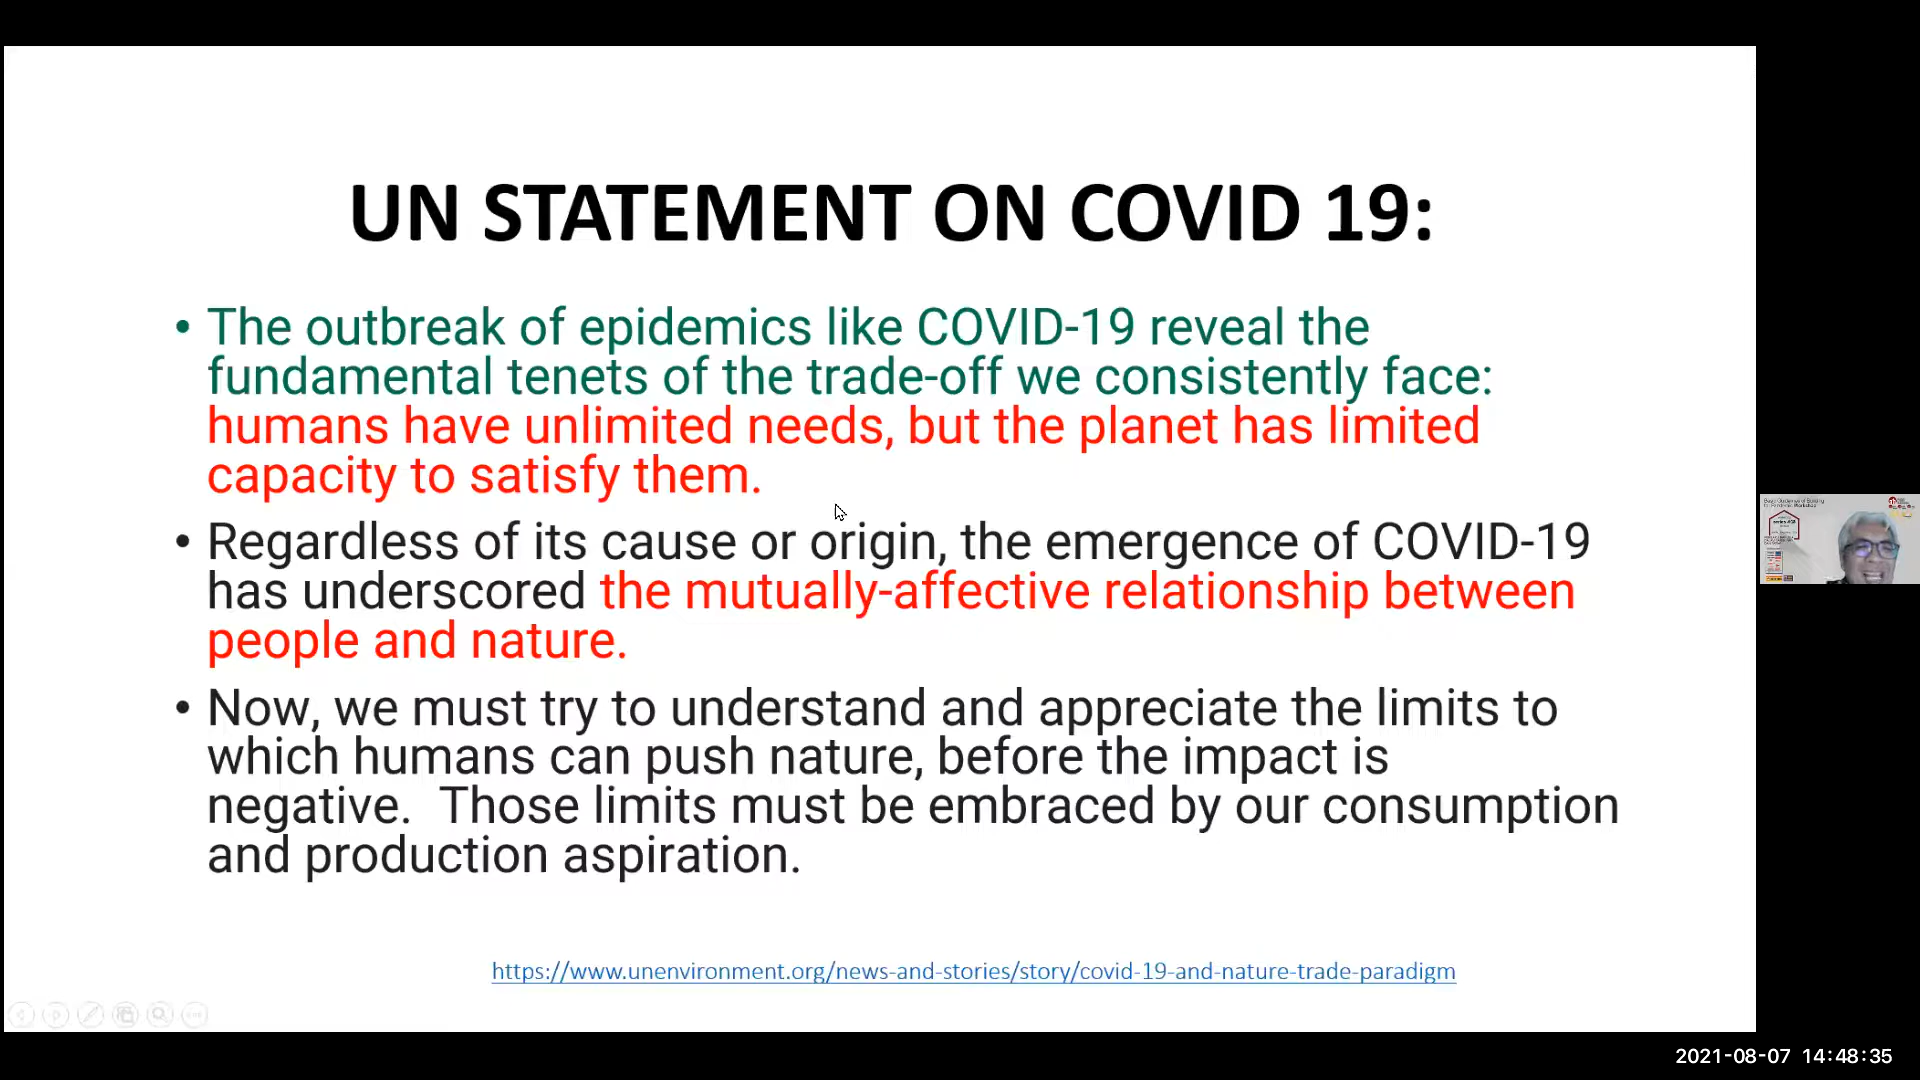 UN STATEMENT ON COVID 19:
• The outbreak of epidemics like COVID-19 reveal the
fundamental tenets of the trade-off we consistently face:
humans have unlimited needs, but the planet has limited
capacity to satisfy them.
• Regardless of its cause or origin, the emergence of COVID-19
has underscored the mutually-affective relationship between
people and nature.
• Now, we must try to understand and appreciate the limits to
which humans can push nature, before the impact is
negative.  Those limits must be embraced by our consumption
and production aspiration.
https://www.unenvironment.org/news-and-stories/story/covid-19-and-nature-trade-paradigm
2021-08-07 14:48:35